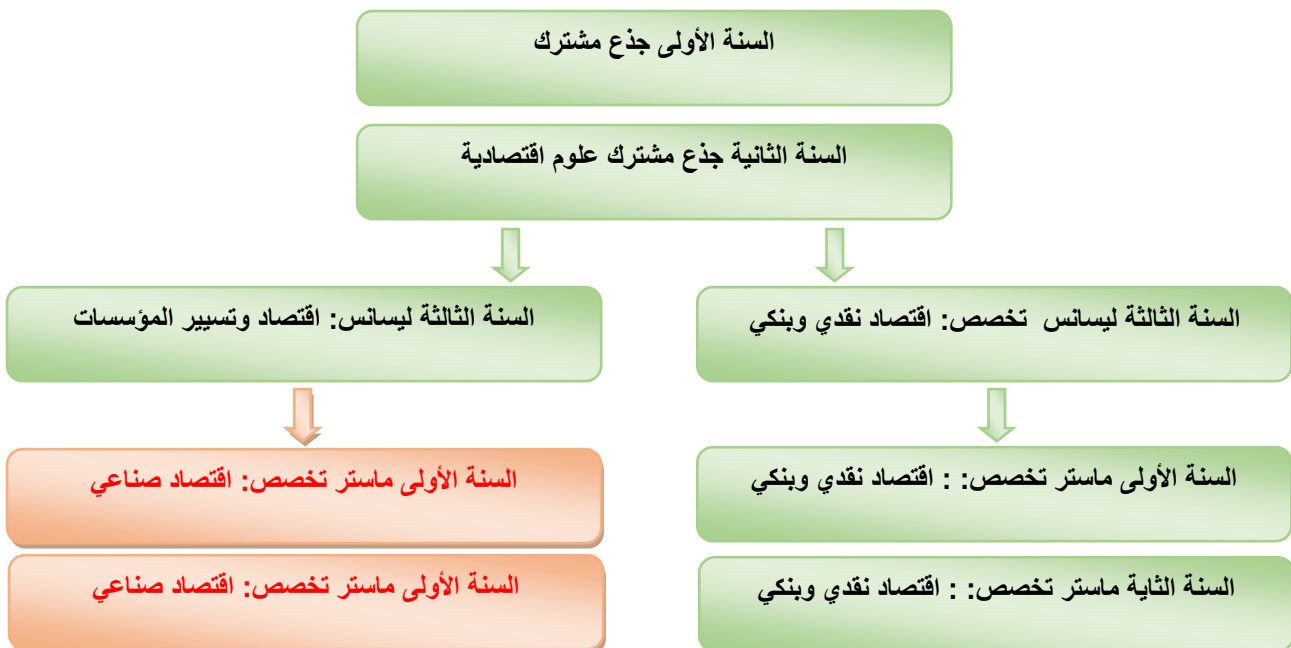 السنة الأولى جذع مشترك
السنة الثانية جذع مشترك علوم اقتصادية
السنة الثالثة ليسانس تخصص: اقتصاد نقدي وبنكي
السنة الثالثة ليسانس: اقتصاد وتسيير المؤسسات
السنة الأولى ماستر تخصص: : اقتصاد نقدي وبنكي
السنة الأولى ماستر تخصص: اقتصاد صناعي
السنة الثاية ماستر تخصص: : اقتصاد نقدي وبنكي
السنة الأولى ماستر تخصص: اقتصاد صناعي